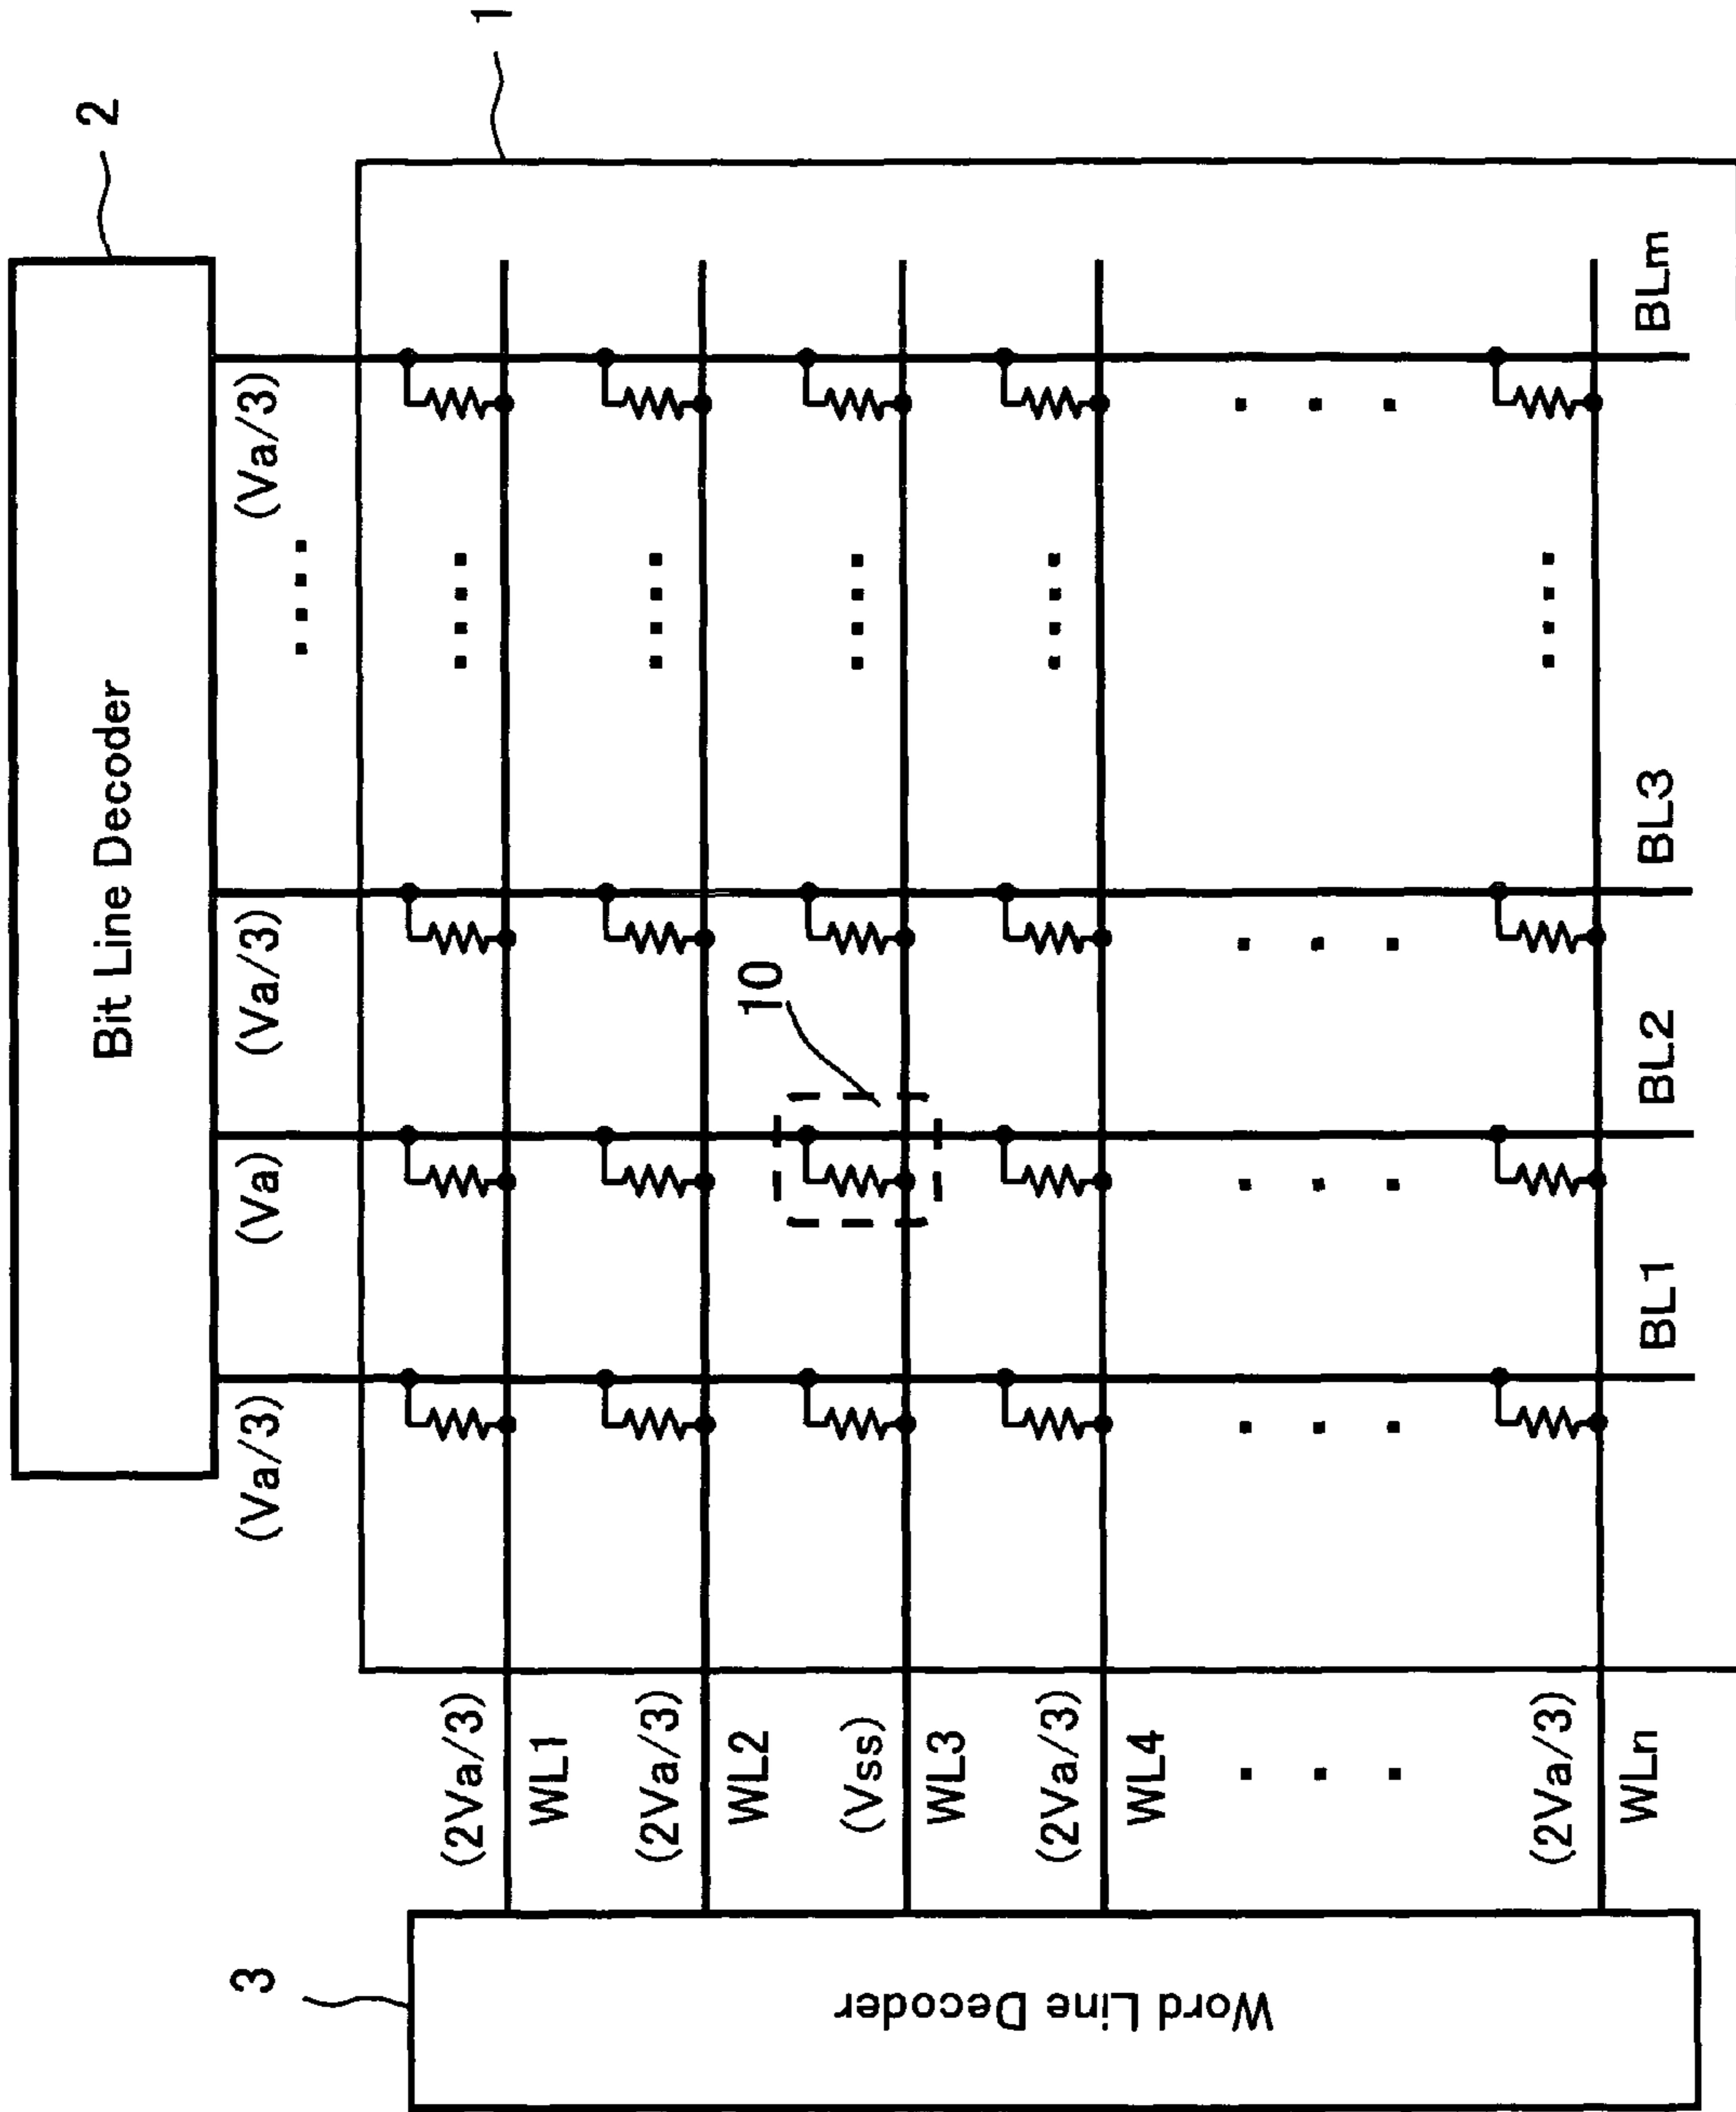 2
Bit Line Decoder
1
(Va/3)
(Va)
(Va/3)
(Va/3)
3
Word Line Decoder
(2Va/3)
WL1
(2Va/3)
WL2
(Vss)
WL3
(2Va/3)
WL4
(2Va/3)
WLn
10
BL1
BL2
BL3
BLm